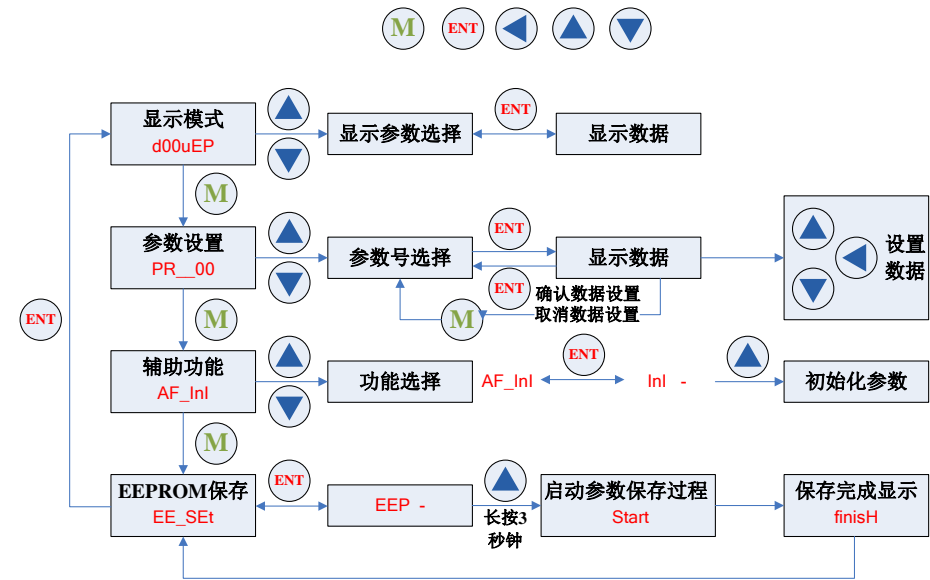 M ENT
显示模式
d00uEP
显示参数选择
ENT
显示数据
M
参数设置
PR__00
参数号选择
ENT
显示数据
设置
数据
ENT
确认数据设置
取消数据设置
M
ENT
M
辅助功能
AF_InI
功能选择
AF_InI
ENT
InI -
初始化参数
M
EEPROM保存
EE_SEt
ENT
EEP -
长按3
秒钟
启动参数保存过程
Start
保存完成显示
finisH